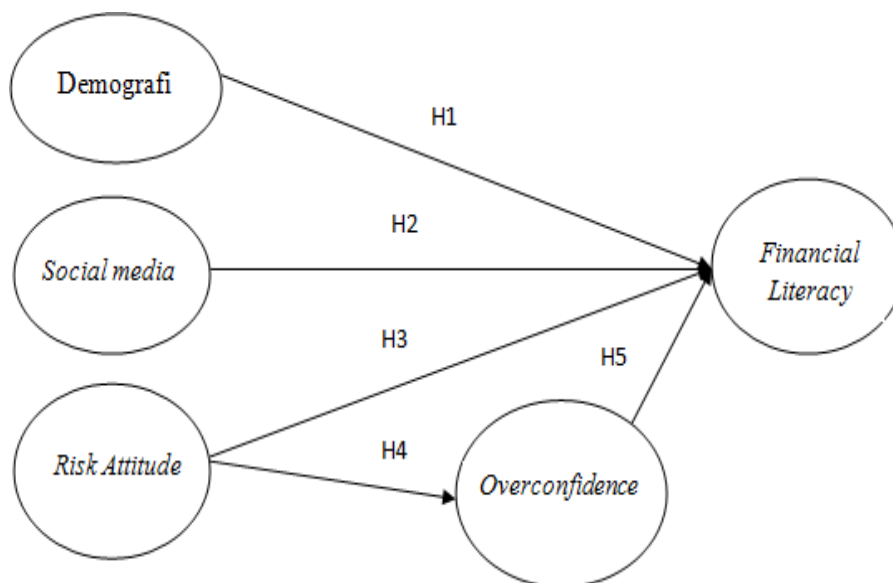 Demografi
H1
Social media
H2
Financial
Literacy
H3
H5
Risk Attitude
H4
Overconfidence